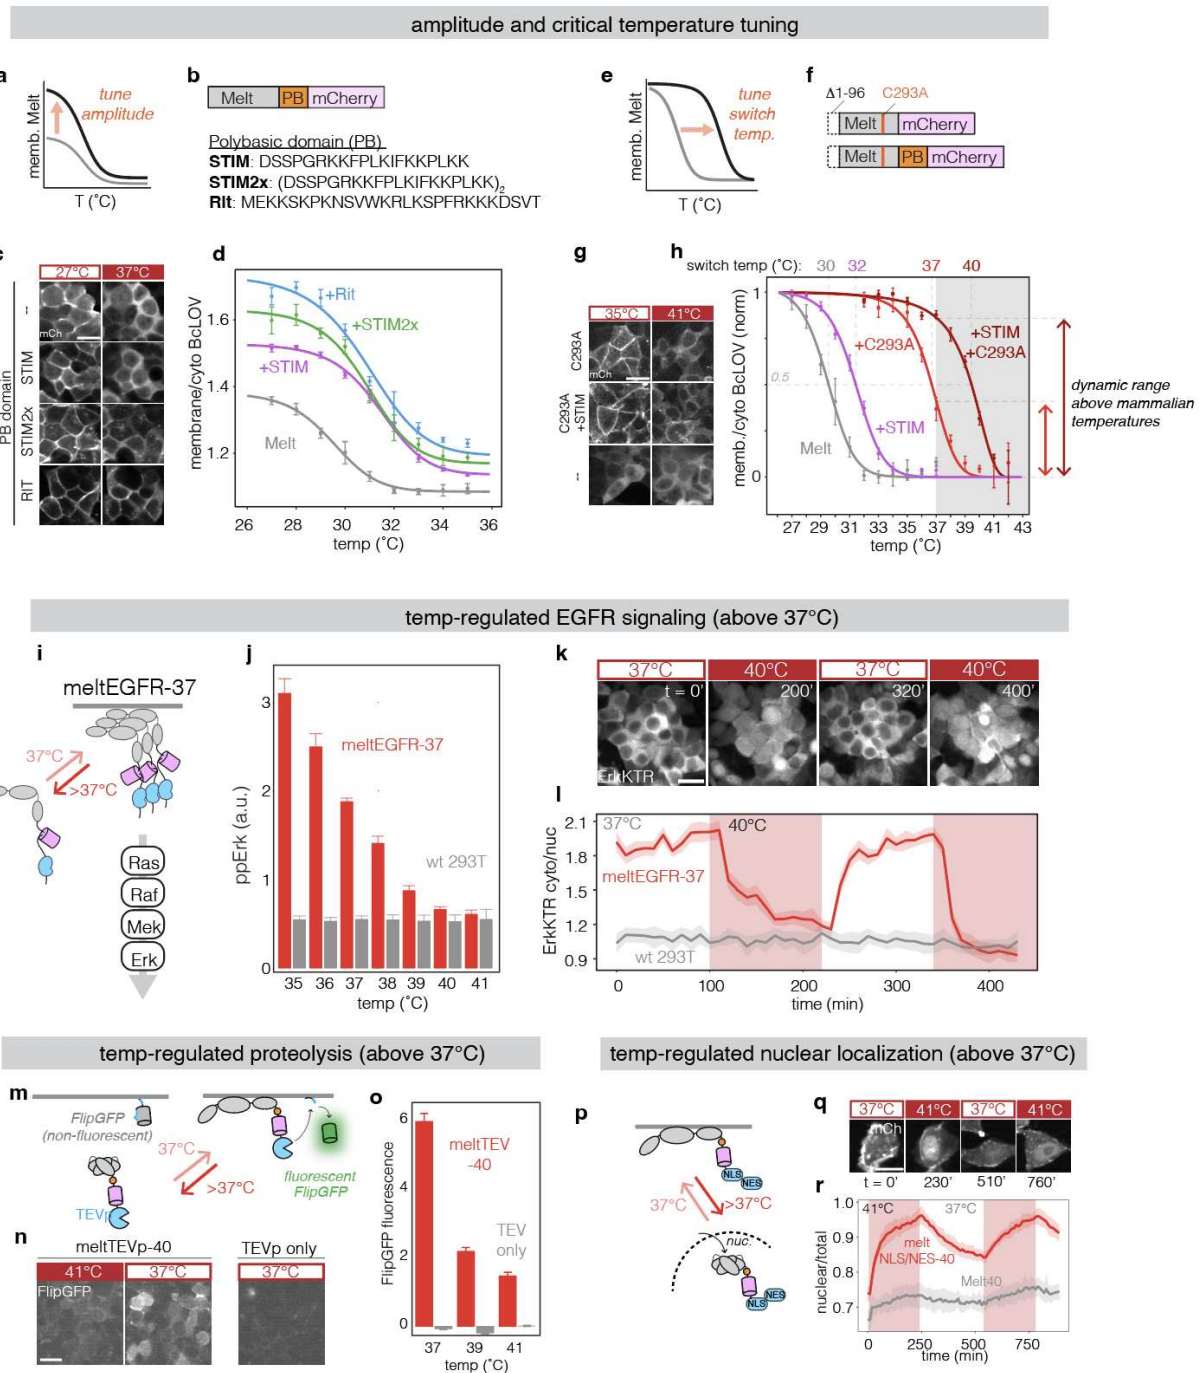 amplitude and critical temperature tuning
a
memb. Melt
tune
amplitude
T (˚C)
b
Melt PB mCherry
Polybasic domain (PB)
STIM: DSSPGRKKFPLKIFKKPLKK
STIM2x: (DSSPGRKKFPLKIFKKPLKK)2
RIt: MEKKSKPKNSVWKRLKSPFRKKKDSVT
e
memb. Melt
tune
switch
temp.
T (˚C)
f
Δ1-96 C293A
Melt mCherry
Melt PB mCherry
c
27°C 37°C
PB domain
--
mCh
STIM
STIM2x
RIT
d
membrane/cyto BcLOV
1.6
1.4
1.2
+Rit
+STIM2x
+STIM
Melt
26 28 30 32 34 36
temp (˚C)
g
35°C 41°C
C293A
mCh
C293A
+STIM
--
h
switch temp (˚C): 30 32 37 40
memb./cyto BcLOV (norm)
1
0.5
0
+C293A
+STIM
+C293A
+STIM
Melt
27 29 31 33 35 37 39 41 43
temp (˚C)
dynamic range
above mammalian
temperatures
temp-regulated EGFR signaling (above 37°C)
i
meltEGFR-37
37°C
>37°C
Ras
Raf
Mek
Erk
j
ppErk (a.u.)
3
2
1
0
meltEGFR-37
wt 293T
35 36 37 38 39 40 41
temp (˚C)
k
37°C 40°C 37°C 40°C
t = 0' 200' 320' 400'
ErkKTR
l
ErkKTR cyto/nuc
2.1
1.8
1.5
1.2
0.9
37°C
40°C
meltEGFR-37
wt 293T
0 100 200 300 400
time (min)
temp-regulated proteolysis (above 37°C)
m
FlipGFP
(non-fluorescent)
TEVp
37°C
>37°C
fluorescent
FlipGFP
n
meltTEVp-40 TEVp only
41°C 37°C 37°C
FlipGFP
o
FlipGFP fluorescence
6
4
2
0
meltTEV
-40
TEV
only
37 39 41
temp (°C)
temp-regulated nuclear localization (above 37°C)
p
NLS
NES
37°C
>37°C
nuc.
NLS
NES
q
37°C 41°C 37°C 41°C
mCh
t = 0' 230' 510' 760'
r
nuclear/total
1.0
0.9
0.8
0.7
41°C
37°C
melt
NLS/NES-40
Melt40
0 250 500 750
time (min)